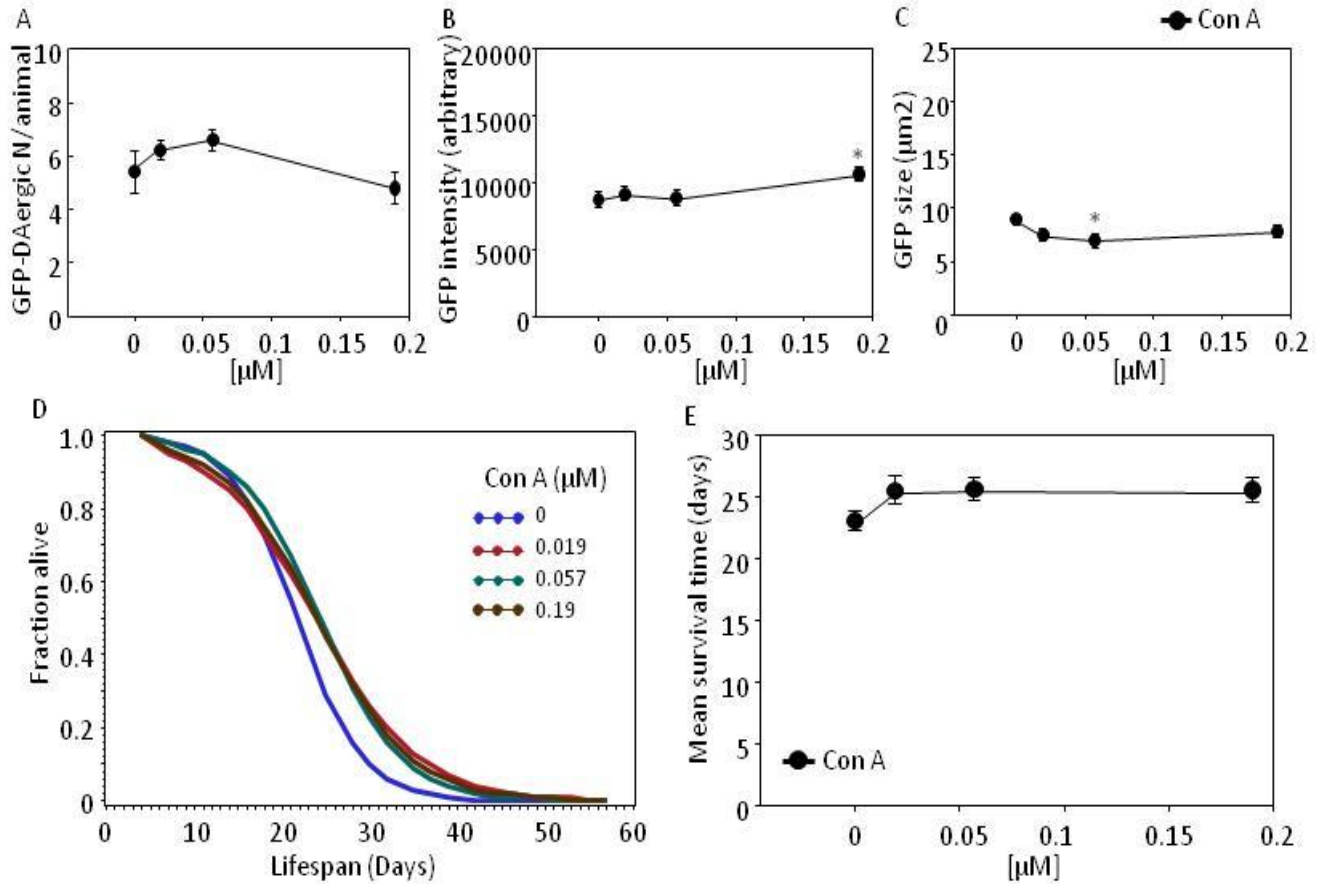 A
GFP-DAergic N/animal
10
8
6
4
2
0
0 0.05 0.1 0.15 0.2
[µM]
B
GFP intensity (arbitrary)
20000
15000
10000
5000
0
*
0 0.05 0.1 0.15 0.2
[µM]
C
Con A
GFP size (µm2)
25
20
15
10
5
0
*
0 0.05 0.1 0.15 0.2
[µM]
D
Fraction alive
1.0
0.8
0.6
0.4
0.2
0
Con A (µM)
0
0.019
0.057
0.19
0 10 20 30 40 50 60
Lifespan (Days)
E
Mean survival time (days)
30
25
20
15
10
5
0
Con A
0 0.05 0.1 0.15 0.2
[µM]